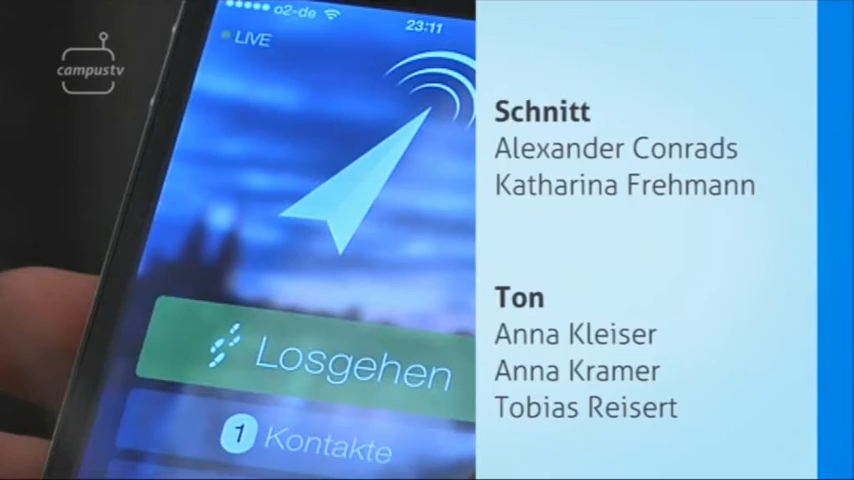 o2-de
23:11
LIVE
campustv
Losgehen
1 Kontakte
Schnitt
Alexander Conrads
Katharina Frehmann
Ton
Anna Kleiser
Anna Kramer
Tobias Reisert